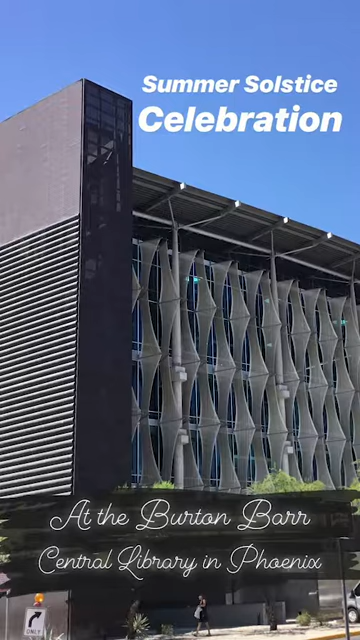 Summer Solstice
Celebration
At the Burton Barr
Central Library in Phoenix
ONLY